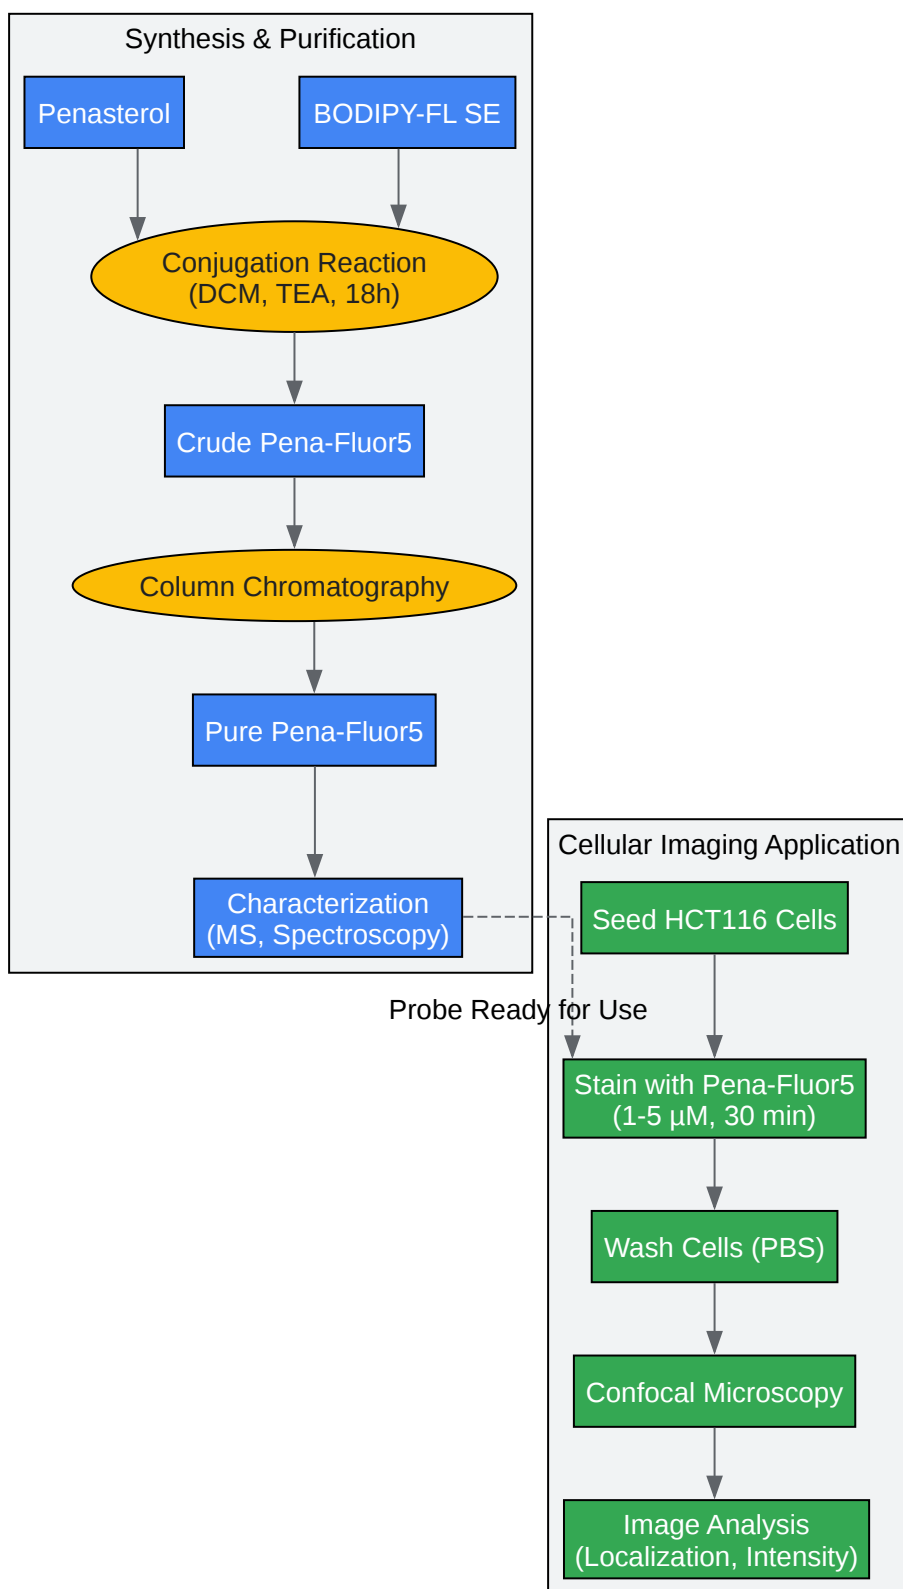 Synthesis & Purification
Penasterol
BODIPY-FL SE
Conjugation Reaction
(DCM, TEA, 18h)
Crude Pena-Fluor5
Column Chromatography
Pure Pena-Fluor5
Characterization
(MS, Spectroscopy)
Probe Ready for Use
Cellular Imaging Application
Seed HCT116 Cells
Stain with Pena-Fluor5
(1-5 µM, 30 min)
Wash Cells (PBS)
Confocal Microscopy
Image Analysis
(Localization, Intensity)